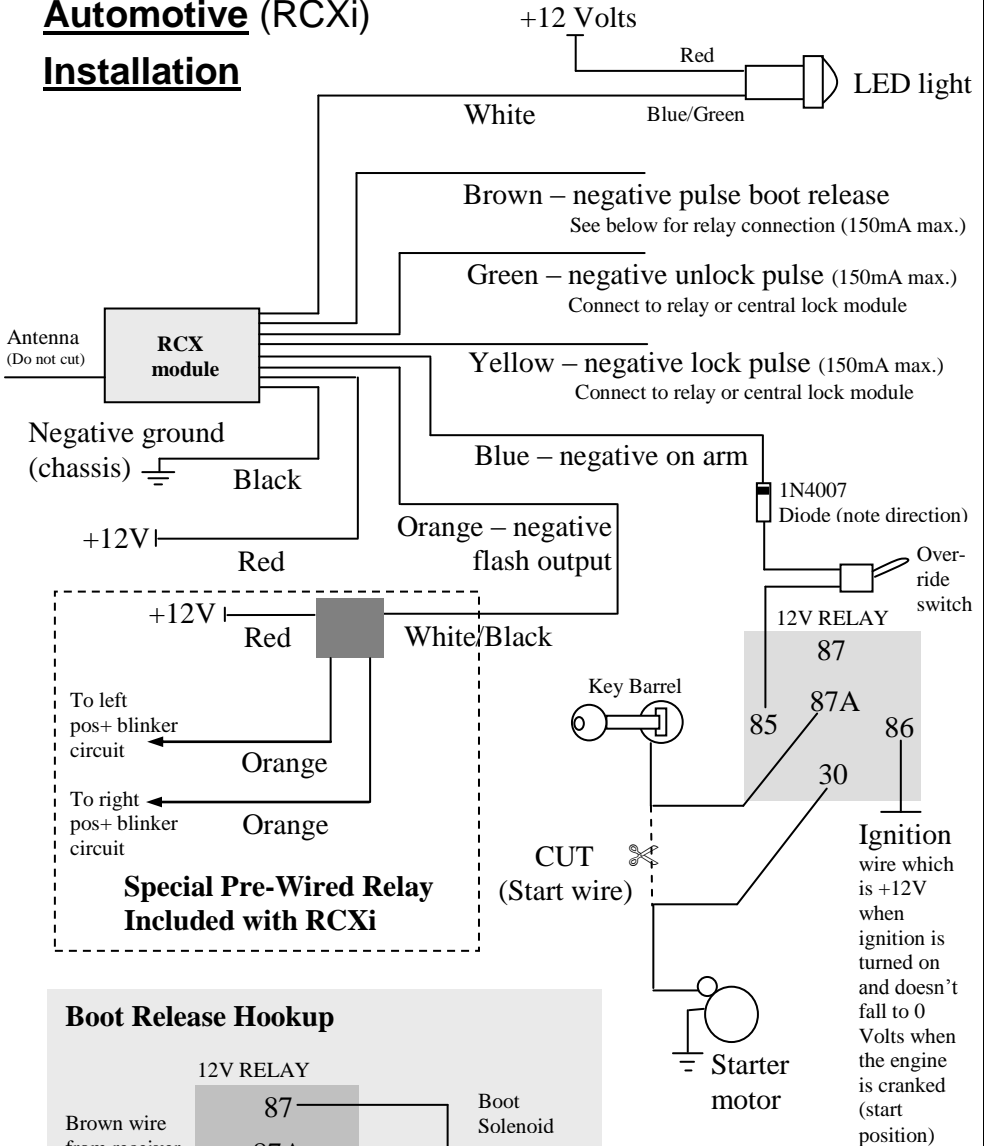 Automotive (RCXi)
Installation
+12 Volts
Red
LED light
White
Blue/Green
Brown – negative pulse boot release
See below for relay connection (150mA max.)
Green – negative unlock pulse (150mA max.)
Connect to relay or central lock module
Antenna
(Do not cut)
RCX
module
Yellow – negative lock pulse (150mA max.)
Connect to relay or central lock module
Negative ground
(chassis)
Black
Blue – negative on arm
1N4007
Diode (note direction)
+12V
Red
Orange – negative
flash output
Over-
ride
switch
+12V
Red
White/Black
12V RELAY
87
87A
85
86
30
Key Barrel
To left
pos+ blinker
circuit
Orange
To right
pos+ blinker
circuit
Orange
CUT
(Start wire)
Special Pre-Wired Relay
Included with RCXi
Ignition
wire which
is +12V
when
ignition is
turned on
and doesn't
fall to 0
Volts when
the engine
is cranked
(start
position)
Starter
motor
Boot Release Hookup
12V RELAY
87
Boot
Solenoid
Brown wire
from receiver
87A